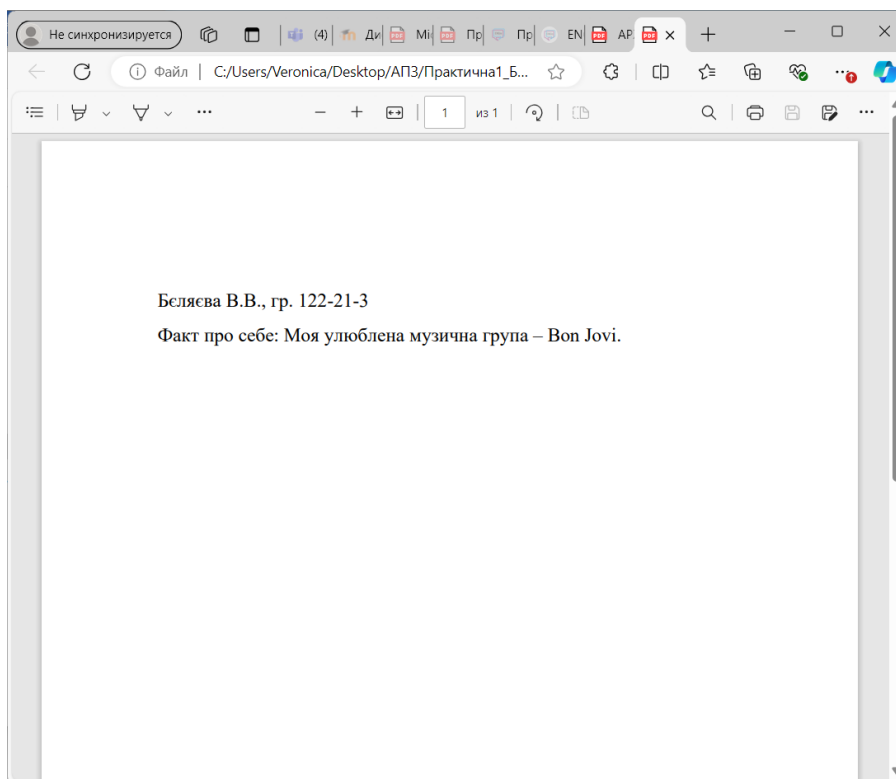 Не синхронизируется
(4)
Ди
Мі
Пр
Пр
EN
AP
Файл | C:/Users/Veronica/Desktop/АПЗ/Практична1_Б...
1 из 1
Бєляєва В.В., гр. 122-21-3
Факт про себе: Моя улюблена музична група – Bon Jovi.